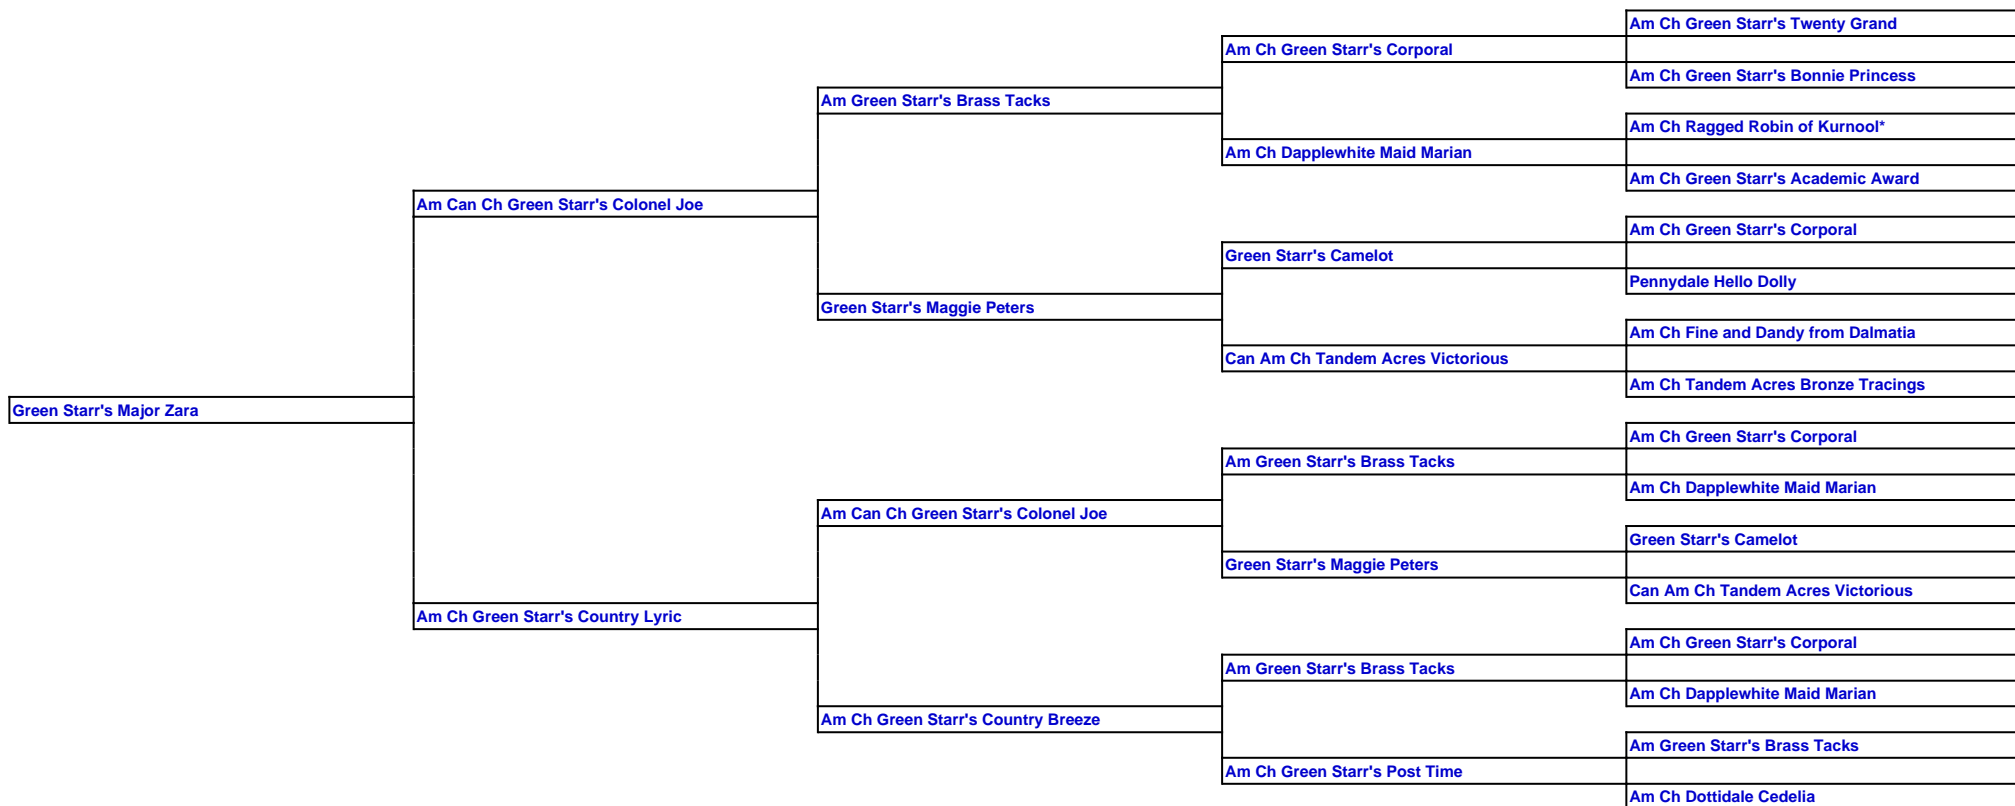 Am Ch Green Starr's Twenty Grand
Am Ch Green Starr's Corporal
Am Ch Green Starr's Bonnie Princess
Am Green Starr's Brass Tacks
Am Ch Ragged Robin of Kurnool*
Am Ch Dapplewhite Maid Marian
Am Ch Green Starr's Academic Award
Am Can Ch Green Starr's Colonel Joe
Am Ch Green Starr's Corporal
Green Starr's Camelot
Pennydale Hello Dolly
Green Starr's Maggie Peters
Am Ch Fine and Dandy from Dalmatia
Can Am Ch Tandem Acres Victorious
Am Ch Tandem Acres Bronze Tracings
Green Starr's Major Zara
Am Ch Green Starr's Corporal
Am Green Starr's Brass Tacks
Am Ch Dapplewhite Maid Marian
Am Can Ch Green Starr's Colonel Joe
Green Starr's Camelot
Green Starr's Maggie Peters
Can Am Ch Tandem Acres Victorious
Am Ch Green Starr's Country Lyric
Am Ch Green Starr's Corporal
Am Green Starr's Brass Tacks
Am Ch Dapplewhite Maid Marian
Am Ch Green Starr's Country Breeze
Am Green Starr's Brass Tacks
Am Ch Green Starr's Post Time
Am Ch Dottidale Cedelia